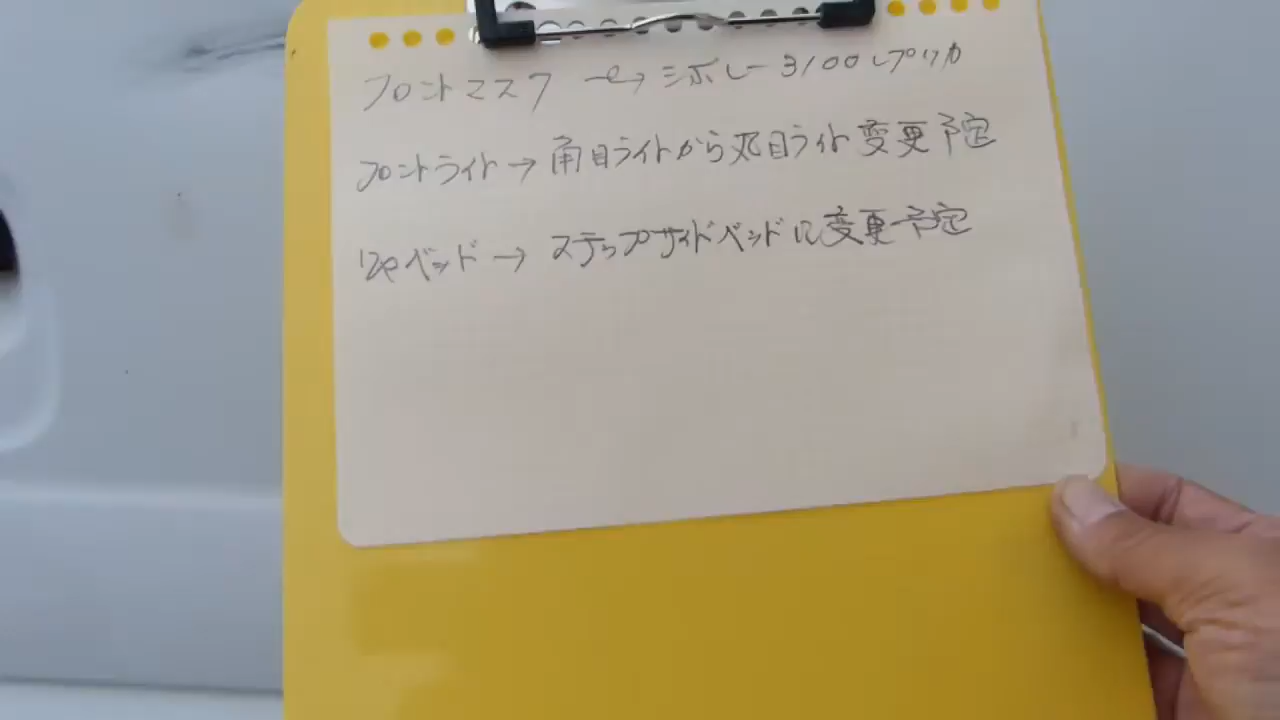 フロントマスク → シボレー3100レプリカ
フロントライト → 角目ライトから丸目ライト変更予定
ベッド → ステップサイドベッドに変更予定